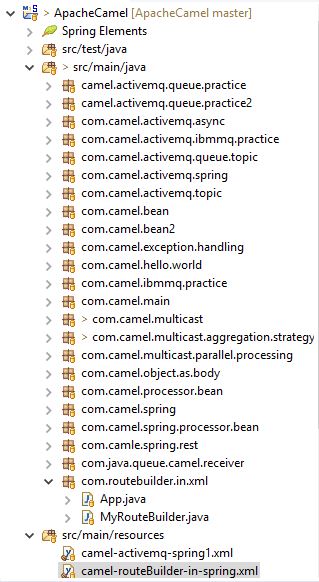 > ApacheCamel [ApacheCamel master]
Spring Elements
src/test/java
> src/main/java
camel.activemq.queue.practice
camel.activemq.queue.practice2
com.camel.activemq.async
com.camel.activemq.ibmmq.practice
com.camel.activemq.queue.topic
com.camel.activemq.spring
com.camel.activemq.topic
com.camel.bean
com.camel.bean2
com.camel.exception.handling
com.camel.hello.world
com.camel.ibmmq.practice
com.camel.main
> com.camel.multicast
> com.camel.multicast.aggregation.strategy
com.camel.multicast.parallel.processing
com.camel.object.as.body
com.camel.processor.bean
com.camel.spring
com.camel.spring.processor.bean
com.camle.spring.rest
com.java.queue.camel.receiver
com.routebuilder.in.xml
App.java
MyRouteBuilder.java
src/main/resources
camel-activemq-spring1.xml
camel-routeBuilder-in-spring.xml